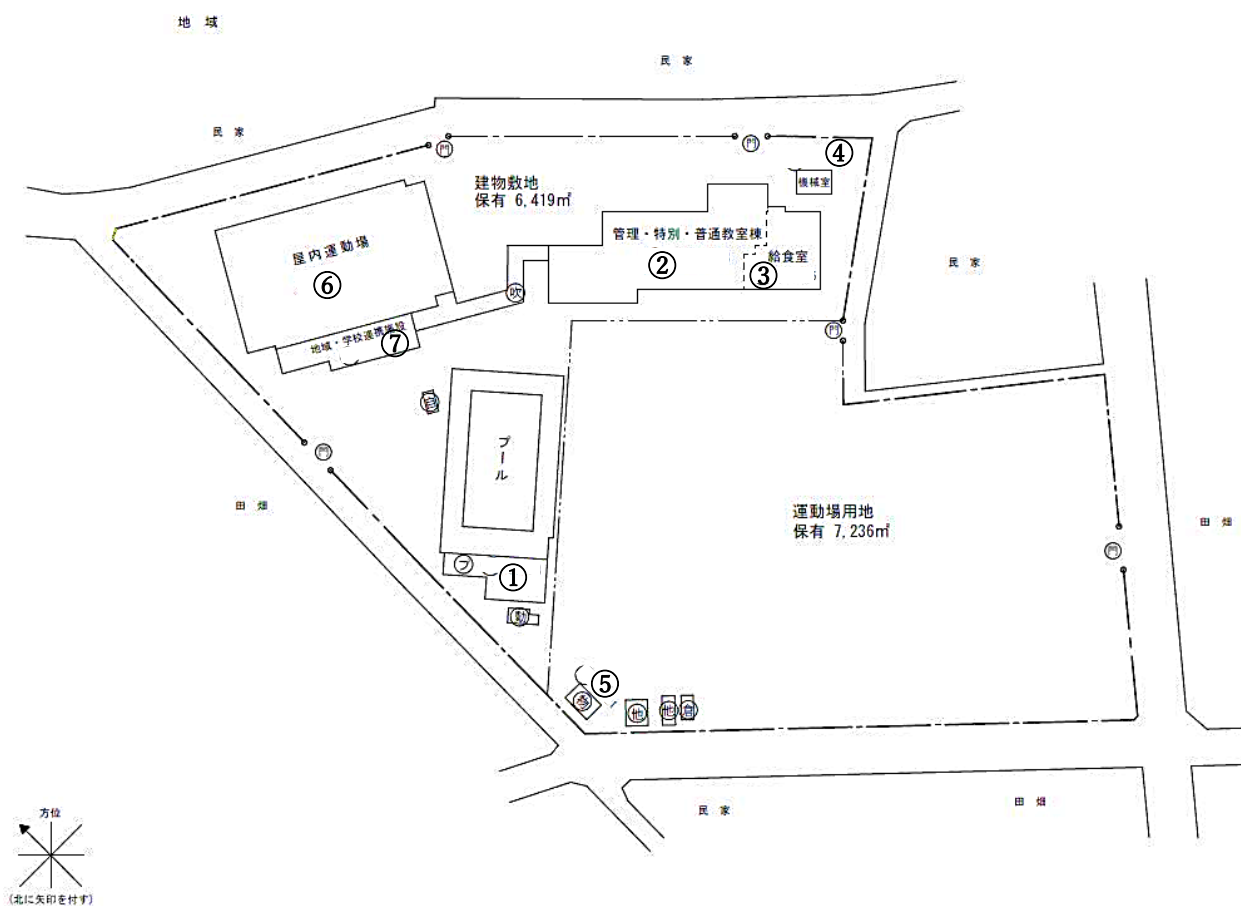 地 域
民 家
民 家
門
門
④
機械室
建物敷地
保有 6,419㎡
管理・特別・普通教室棟
②
給食室
③
屋内運動場
⑥
吹
民 家
地域・学校連携施設
⑦
門
プール
門
田 畑
運動場用地
保有 7,236㎡
田 畑
門
プ
①
⑤
他
他
倉
民 家
田 畑
方位
(北に矢印を付す)